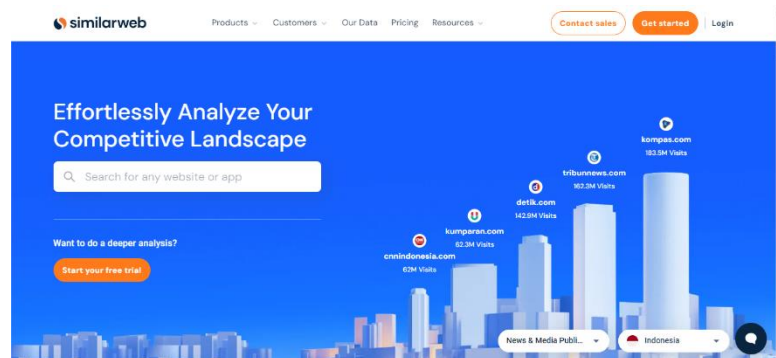 similarweb
Products Customers Our Data Pricing Resources
Contact sales Get started Login
Effortlessly Analyze Your
Competitive Landscape
Search for any website or app
Want to do a deeper analysis?
Start your free trial
cnnindonesia.com
62M Visits
kumparan.com
62.3M Visits
detik.com
142.9M Visits
tribunnews.com
162.3M Visits
kompas.com
183.5M Visits
News & Media Publi...
Indonesia